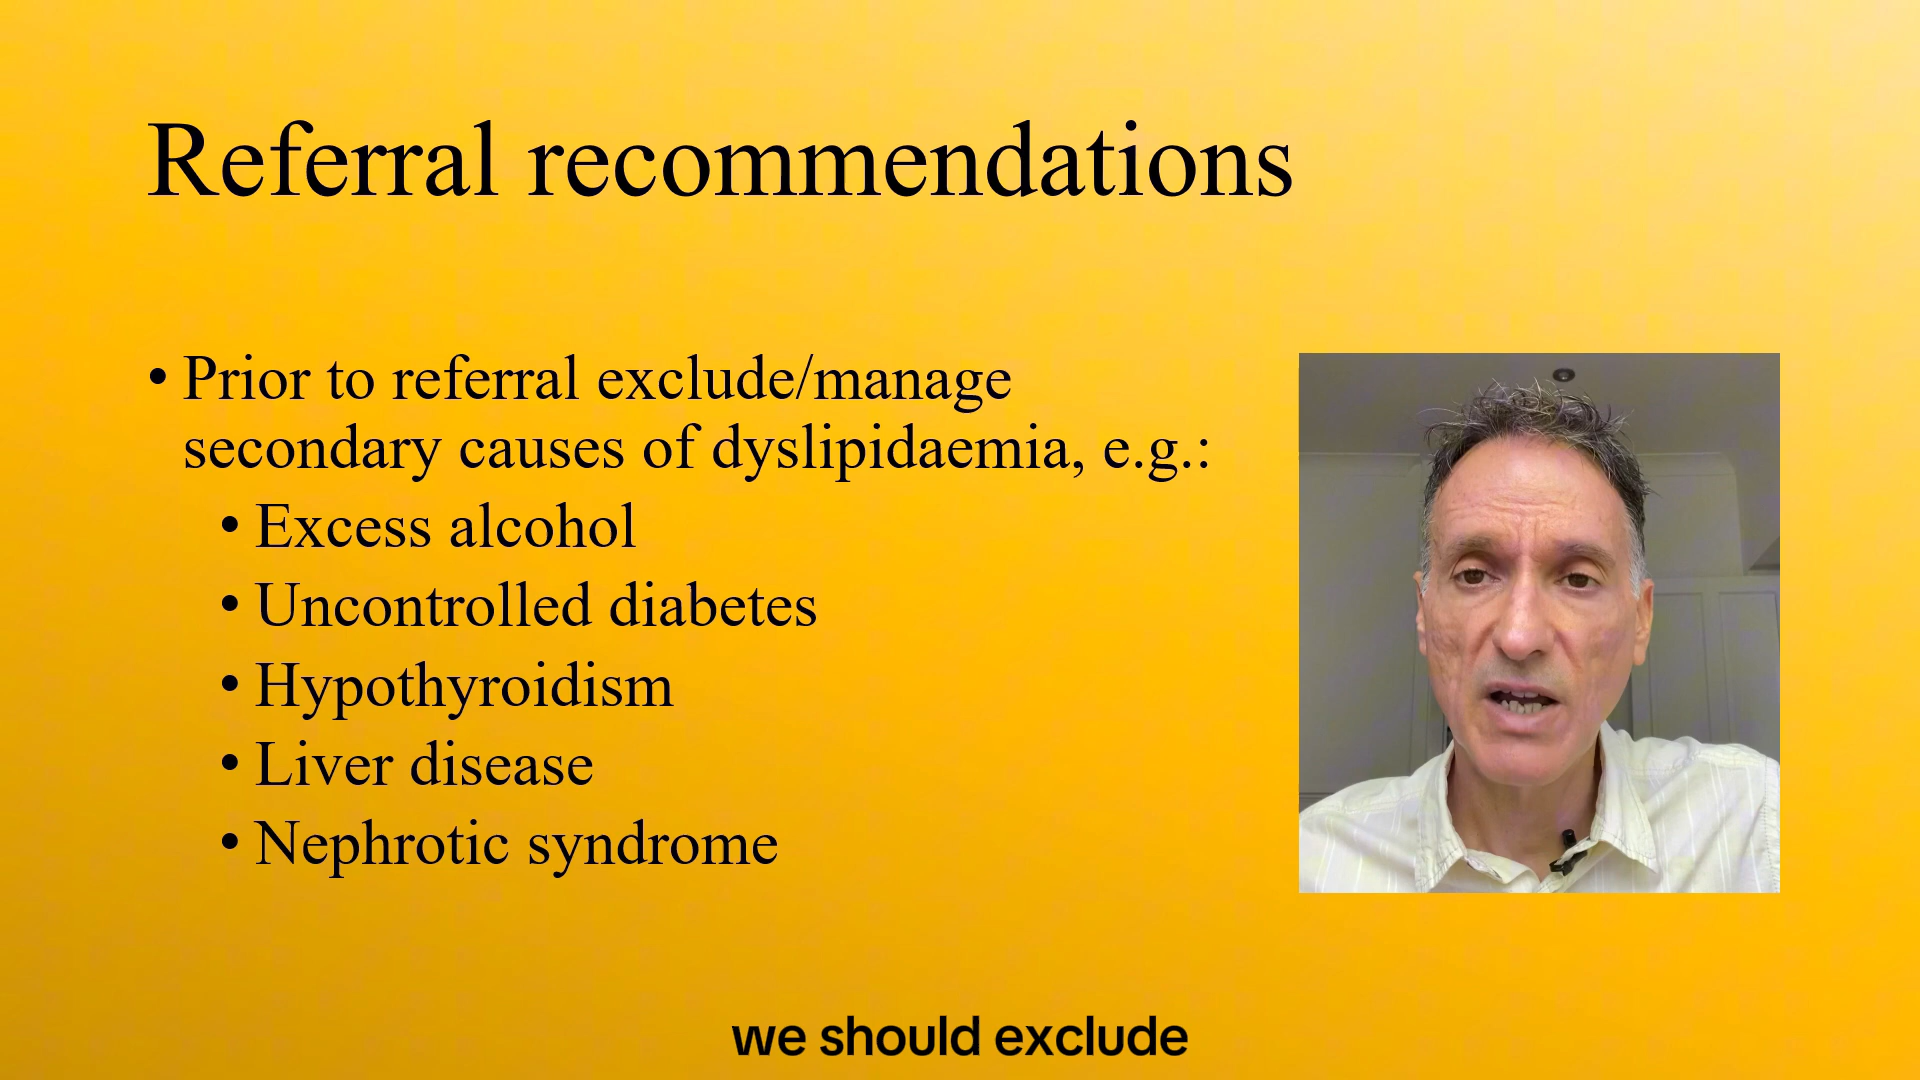 Referral recommendations
• Prior to referral exclude/manage
secondary causes of dyslipidaemia, e.g.:
• Excess alcohol
• Uncontrolled diabetes
• Hypothyroidism
• Liver disease
• Nephrotic syndrome
we should exclude